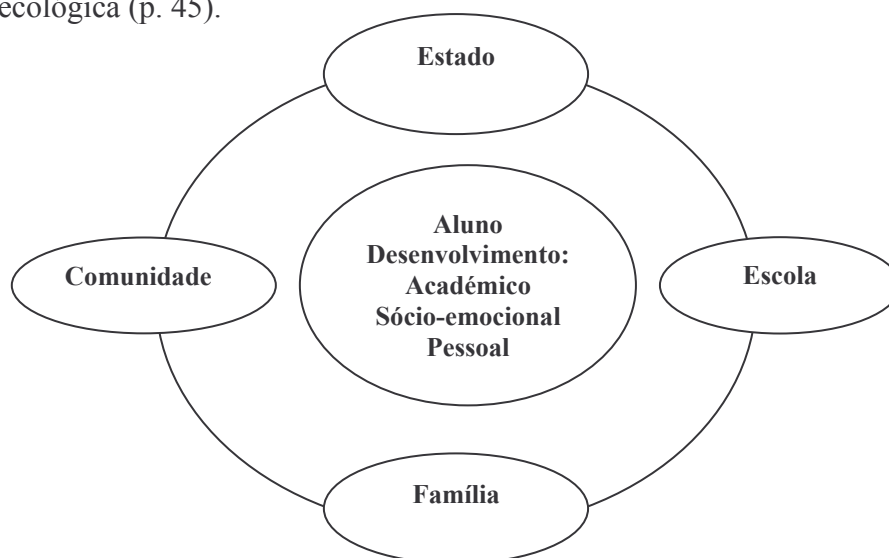 ecológica (p. 45).
Estado
Aluno
Desenvolvimento:
Académico
Sócio-emocional
Pessoal
Comunidade
Escola
Família